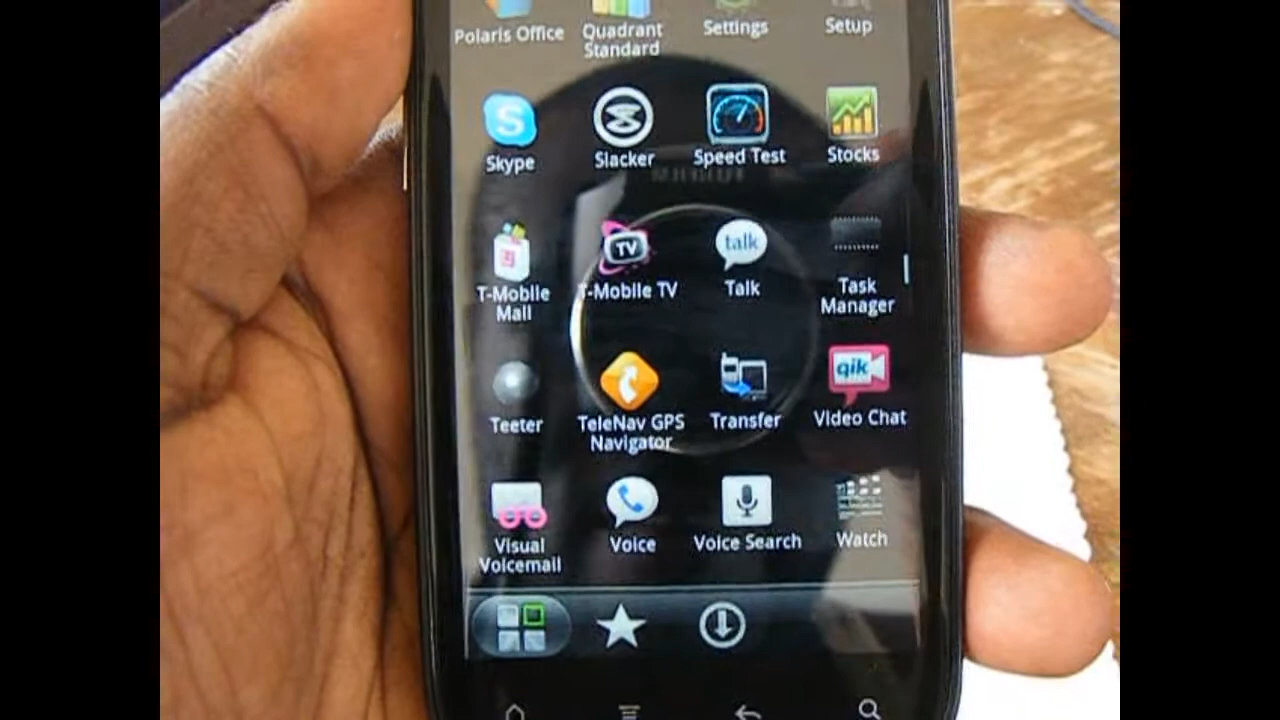 Polaris Office
Quadrant
Standard
Settings
Setup
Skype
Slacker
Speed Test
Stocks
T-Mobile
Mall
TV
T-Mobile TV
talk
Talk
Task
Manager
Teeter
TeleNav GPS
Navigator
Transfer
qik
Video Chat
Visual
Voicemail
Voice
Voice Search
Watch